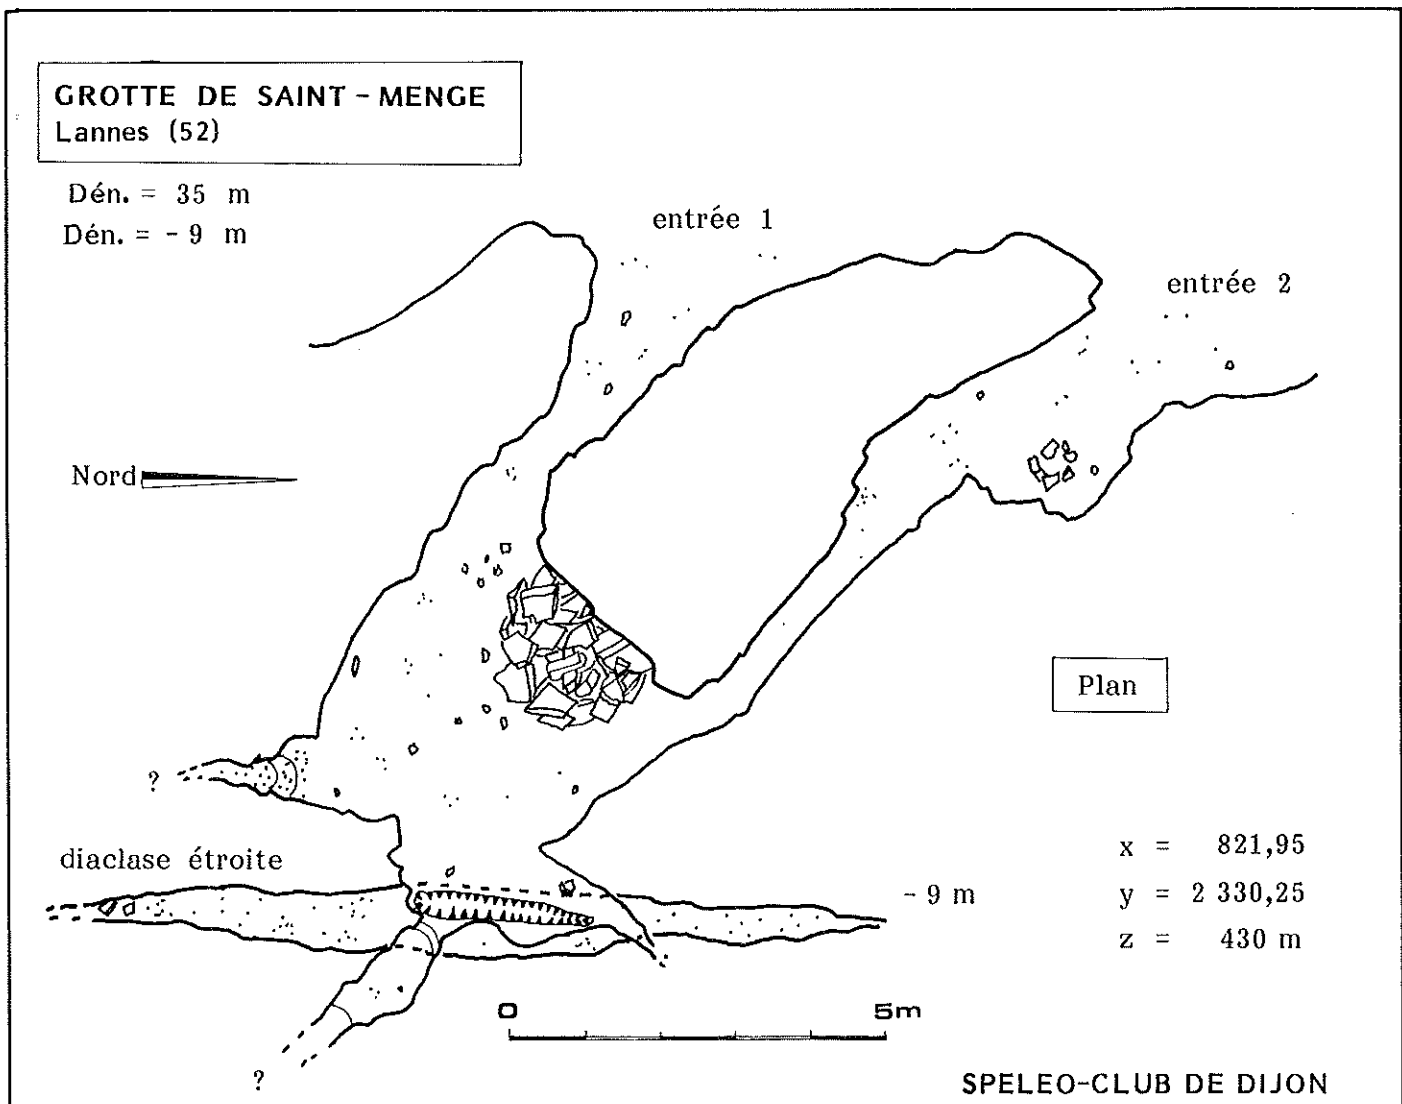 GROTTE DE SAINT-MENGE
Lannes (52)
Dén. = 35 m
Dén. = - 9 m
entrée 1
entrée 2
Nord
Plan
?
diaclase étroite
- 9 m
x = 821,95
y = 2 330,25
z = 430 m
0 5m
?
SPELEO-CLUB DE DIJON